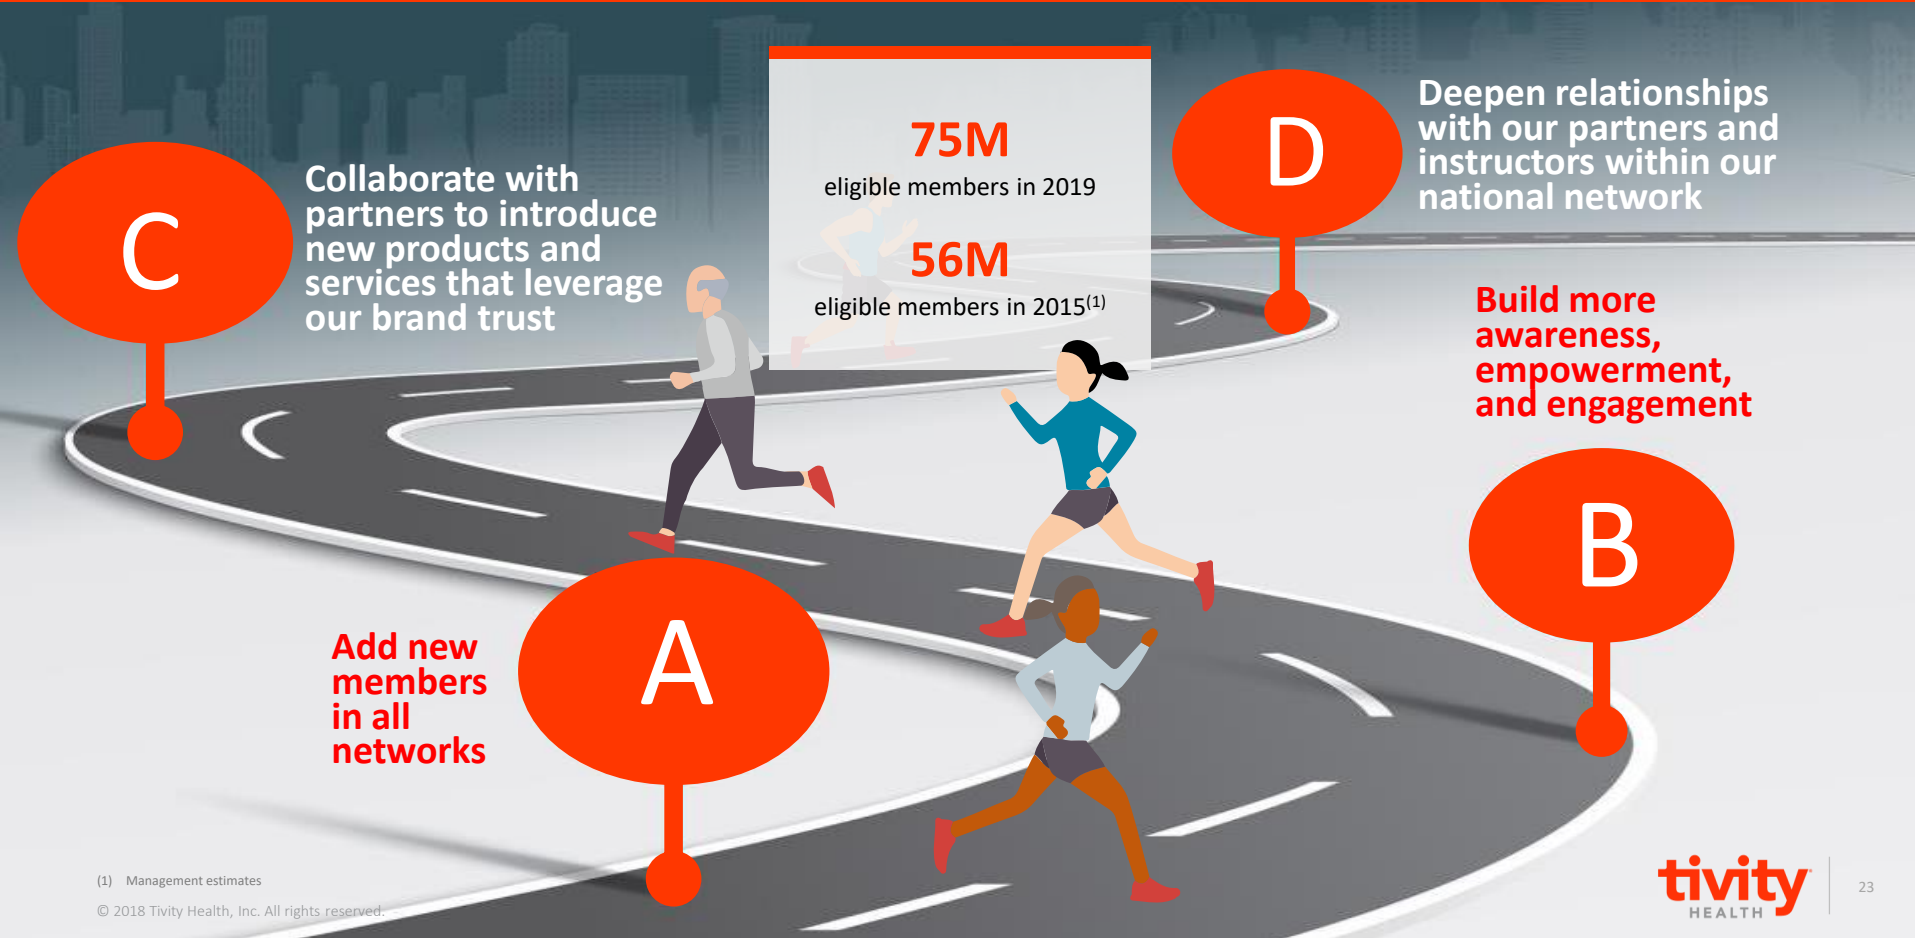 75M
eligible members in 2019
56M
eligible members in 2015(1)
D
Deepen relationships
with our partners and
instructors within our
national network
C
Collaborate with
partners to introduce
new products and
services that leverage
our brand trust
Build more
awareness,
empowerment,
and engagement
B
A
Add new
members
in all
networks
(1) Management estimates
© 2018 Tivity Health, Inc. All rights reserved.
tivity
HEALTH
23